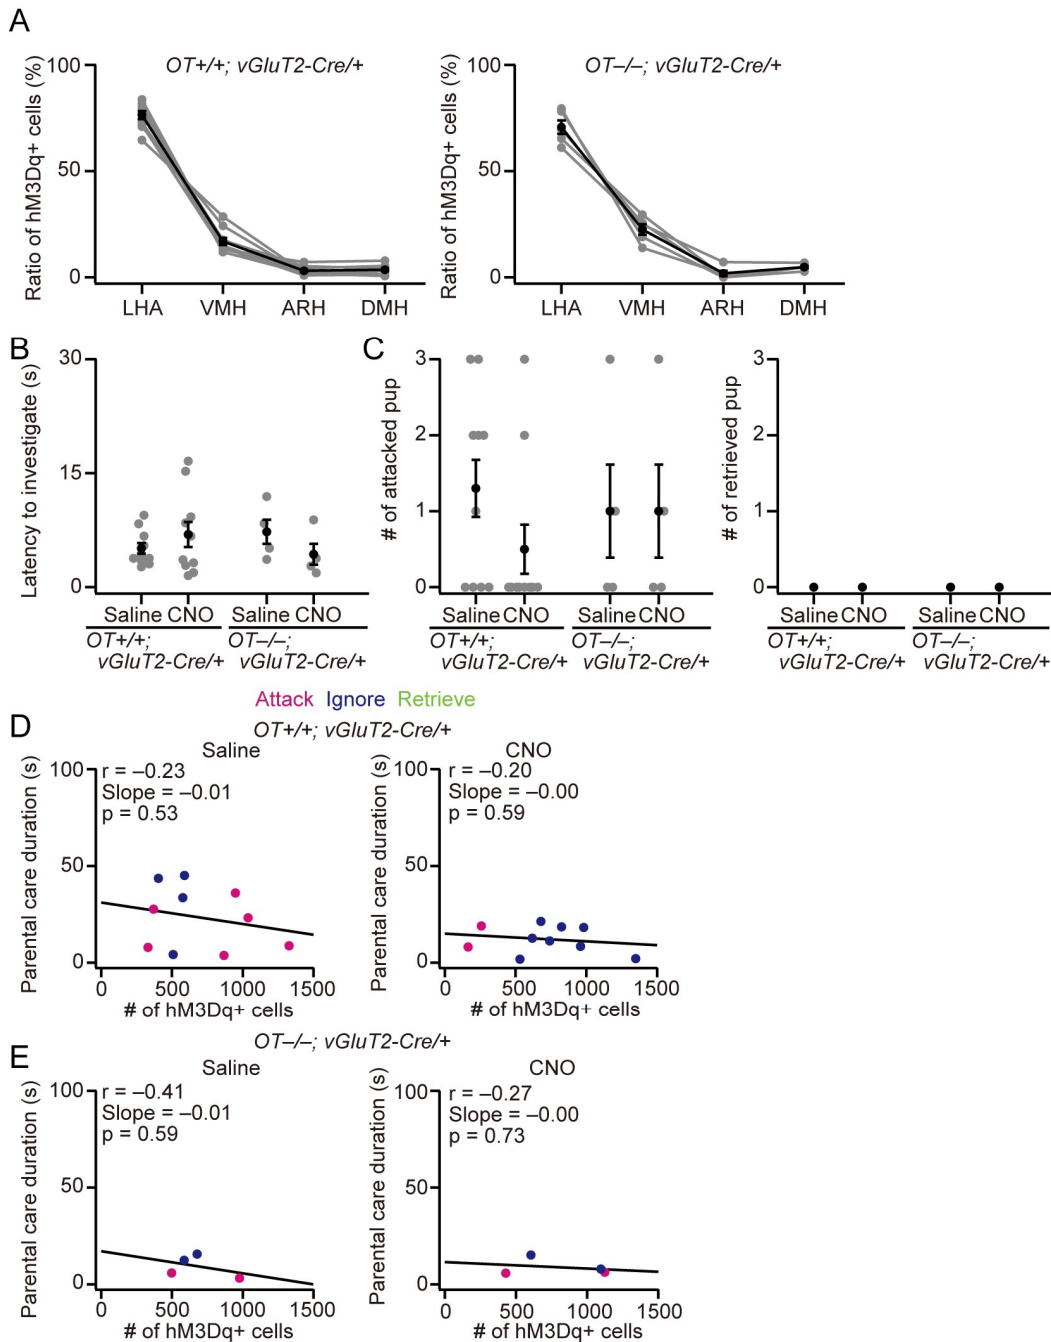 A
OT+/+; vGluT2-Cre/+
OT–/–; vGluT2-Cre/+
Ratio of hM3Dq+ cells (%)
100
50
0
LHA VMH ARH DMH
Ratio of hM3Dq+ cells (%)
100
50
0
LHA VMH ARH DMH
B
Latency to investigate (s)
30
15
0
Saline CNO Saline CNO
OT+/+; OT–/–;
vGluT2-Cre/+ vGluT2-Cre/+
C
# of attacked pup
3
2
1
0
Saline CNO Saline CNO
OT+/+; OT–/–;
vGluT2-Cre/+ vGluT2-Cre/+
# of retrieved pup
3
2
1
0
Saline CNO Saline CNO
OT+/+; OT–/–;
vGluT2-Cre/+ vGluT2-Cre/+
Attack Ignore Retrieve
D
OT+/+; vGluT2-Cre/+
Saline
Parental care duration (s)
100
50
0
r = –0.23
Slope = –0.01
p = 0.53
0 500 1000 1500
# of hM3Dq+ cells
CNO
Parental care duration (s)
100
50
0
r = –0.20
Slope = –0.00
p = 0.59
0 500 1000 1500
# of hM3Dq+ cells
E
OT–/–; vGluT2-Cre/+
Saline
Parental care duration (s)
100
50
0
r = –0.41
Slope = –0.01
p = 0.59
0 500 1000 1500
# of hM3Dq+ cells
CNO
Parental care duration (s)
100
50
0
r = –0.27
Slope = –0.00
p = 0.73
0 500 1000 1500
# of hM3Dq+ cells